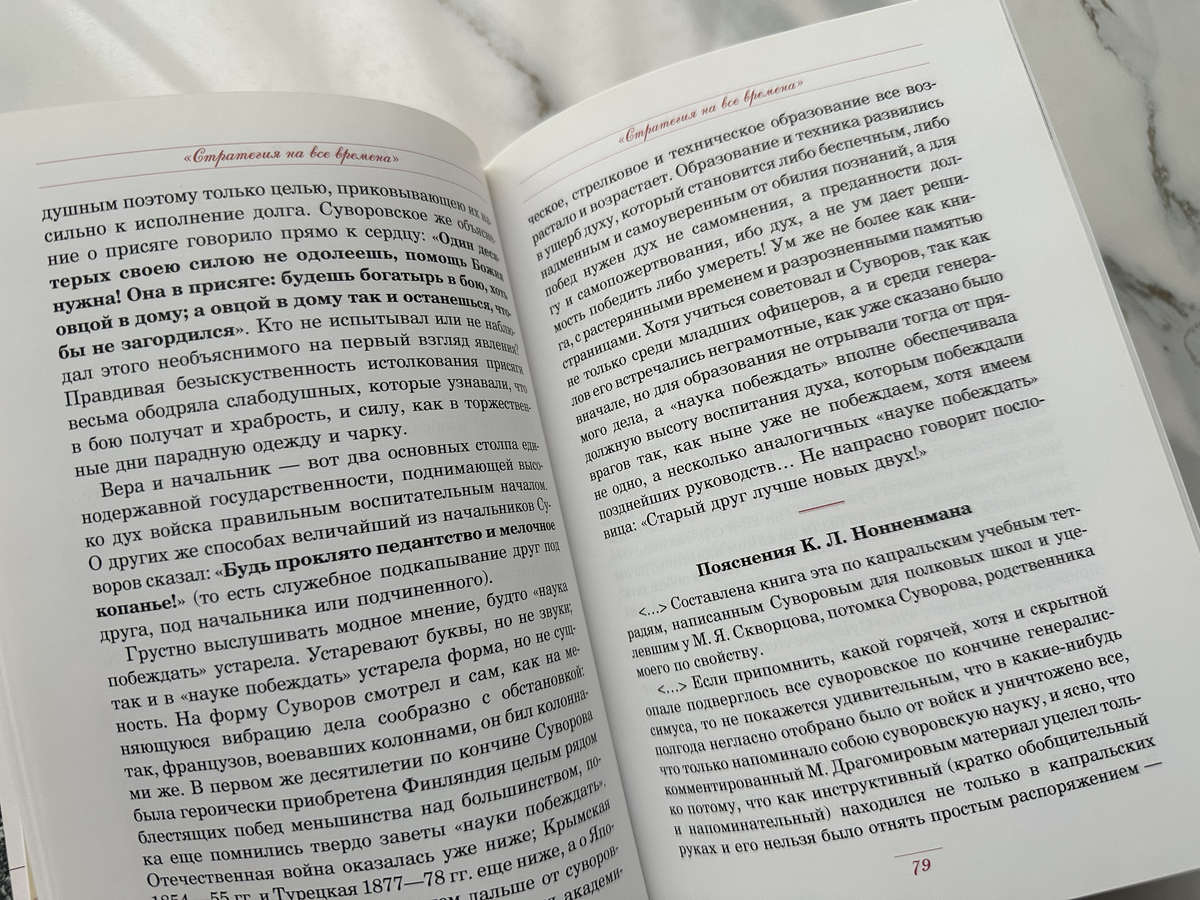 «Стратегия на все времена»
душным поэтому только целью, приковывающею их на-
сильно к исполнение долга. Суворовское же объясне-
ние о присяге говорило прямо к сердцу: «Один деся-
терых своею силою не одолеешь, помощь Божия
нужна! Она в присяге: будешь богатырь в бою, хоть
овцой в дому; а овцой в дому так и останешься, что-
бы не загордился». Кто не испытывал или не наблю-
дал этого необъяснимого на первый взгляд явления?
Правдивая безыскуственность истолкования присяги
весьма ободряла слабодушных, которые узнавали, что
в бою получат и храбрость, и силу, как в торжествен-
ные дни парадную одежду и чарку.
Вера и начальник — вот два основных столпа еди-
нодержавной государственности, поднимающей высо-
ко дух войска правильным воспитательным началом.
О других же способах величайший из начальников Су-
воров сказал: «Будь проклято педантство и мелочное
копанье!» (то есть служебное подкапывание друг под
друга, под начальника или подчиненного).
Грустно выслушивать модное мнение, будто «наука
побеждать» устарела. Устаревают буквы, но не звуки;
так и в «науке побеждать» устарела форма, но не сущ-
ность. На форму Суворов смотрел и сам, как на ме-
няющуюся вибрацию дела сообразно с обстановкой:
так, французов, воевавших колоннами, он бил колонна-
ми же. В первом же десятилетии по кончине Суворова
была героически приобретена Финляндия целым рядом
блестящих побед меньшинства над большинством, по-
ка еще помнились твердо заветы «науки побеждать».
Отечественная война оказалась уже ниже; Крымская
1854—55 гг. и Турецкая 1877—78 гг. еще ниже, а о Япо-
дальше от суворов-
академи-
«Стратегия на все времена»
ческое, стрелковое и техническое образование все воз-
растало и возрастает. Образование и техника развились
в ущерб духу, который становится либо беспечным, либо
надменным и самоуверенным от обилия познаний, а для
побед нужен дух не самомнения, а преданности дол-
гу и самопожертвования, ибо дух, а не ум дает реши-
мость победить либо умереть! Ум же не более как кни-
га, с растерянными временем и разрозненными памятью
страницами. Хотя учиться советовал и Суворов, так как
не только среди младших офицеров, а и среди генера-
лов его встречались неграмотные, как уже сказано было
вначале, но для образования не отрывали тогда от пря-
мого дела, а «наука побеждать» вполне обеспечивала
должную высоту воспитания духа, которым побеждали
врагов так, как ныне уже не побеждаем, хотя имеем
не одно, а несколько аналогичных «науке побеждать»
позднейших руководств... Не напрасно говорит посло-
вица: «Старый друг лучше новых двух!»
Пояснения К. Л. Нонненмана
<...> Составлена книга эта по капральским учебным тет-
радям, написанным Суворовым для полковых школ и уце-
левшим у М. Я. Скворцова, потомка Суворова, родственника
моего по свойству.
<...> Если припомнить, какой горячей, хотя и скрытной
опале подверглось все суворовское по кончине генералис-
симуса, то не покажется удивительным, что в какие-нибудь
полгода негласно отобрано было от войск и уничтожено все,
что только напоминало собою суворовскую науку, и ясно, что
комментированный М. Драгомировым материал уцелел толь-
ко потому, что как инструктивный (кратко обобщительный
и напоминательный) находился не только в капральских
руках и его нельзя было отнять простым распоряжением —
79